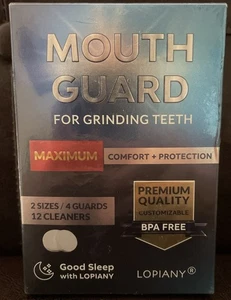 MOUTH
GUARD
FOR GRINDING TEETH
MAXIMUM COMFORT + PROTECTION
2 SIZES / 4 GUARDS
12 CLEANERS
PREMIUM
QUALITY
CUSTOMIZABLE
BPA FREE
Good Sleep
with LOPIANY
LOPIANY®